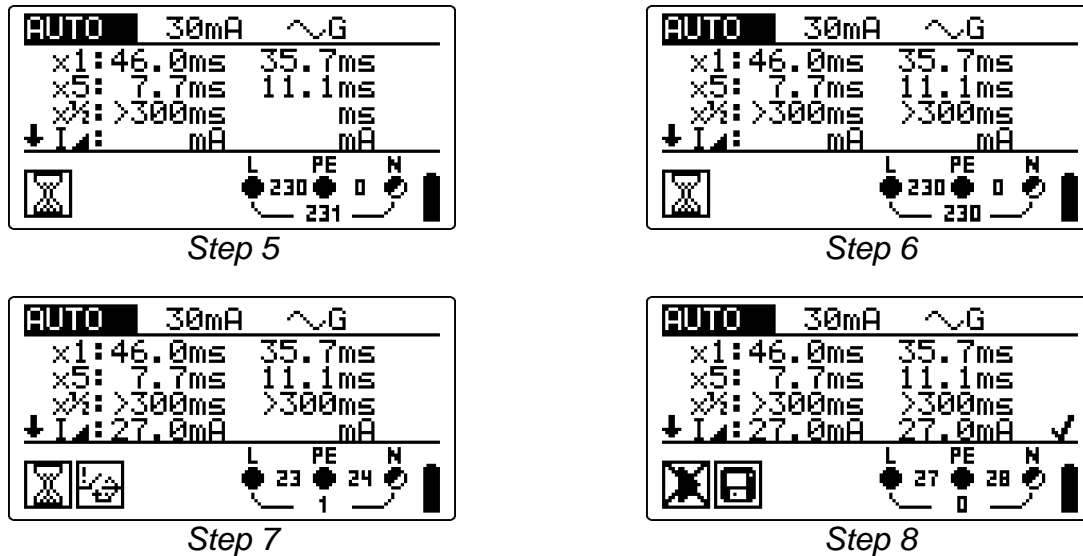 AUTO 30mA ~G
x1:46.0ms 35.7ms
x5: 7.7ms 11.1ms
x½:>300ms ms
I◢: mA mA
L PE N
230 0
231
Step 5
AUTO 30mA ~G
x1:46.0ms 35.7ms
x5: 7.7ms 11.1ms
x½:>300ms >300ms
I◢: mA mA
L PE N
230 0
230
Step 6
AUTO 30mA ~G
x1:46.0ms 35.7ms
x5: 7.7ms 11.1ms
x½:>300ms >300ms
I◢:27.0mA mA
L PE N
23 24
1
Step 7
AUTO 30mA ~G
x1:46.0ms 35.7ms
x5: 7.7ms 11.1ms
x½:>300ms >300ms
I◢:27.0mA 27.0mA ✓
L PE N
27 28
0
Step 8